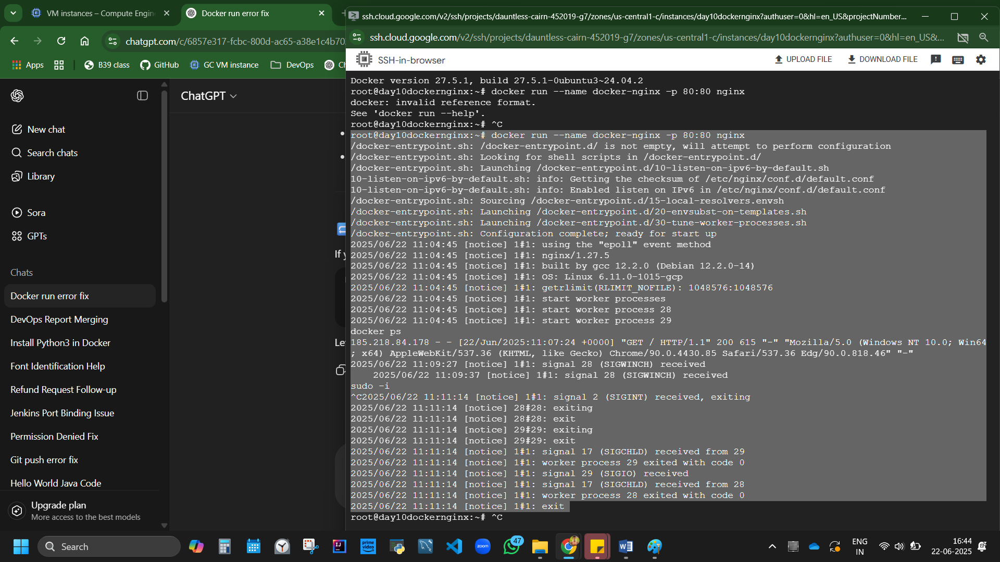 VM instances – Compute Engin
Docker run error fix
ssh.cloud.google.com/v2/ssh/projects/dauntless-cairn-452019-g7/zones/us-central1-c/instances/day10dockernginx?authuser=0&hl=en_US&projectNumber...
chatgpt.com/c/6857e317-fcbc-800d-ac65-a38e1c4b70
ssh.cloud.google.com/v2/ssh/projects/dauntless-cairn-452019-g7/zones/us-central1-c/instances/day10dockernginx?authuser=0&hl=en_US&...
Apps
B39 class
GitHub
GC VM instance
DevOps
Ch
SSH-in-browser
UPLOAD FILE
DOWNLOAD FILE
ChatGPT
New chat
Search chats
Library
Sora
GPTs
Chats
Docker run error fix
DevOps Report Merging
Install Python3 in Docker
Font Identification Help
Refund Request Follow-up
Jenkins Port Binding Issue
Permission Denied Fix
Git push error fix
Hello World Java Code
Upgrade plan
More access to the best models
If y
Le
Docker version 27.5.1, build 27.5.1-0ubuntu3~24.04.2
root@day10dockernginx:~# docker run --name docker-nginx -p 80:80 nginx
docker: invalid reference format.
See 'docker run --help'.
root@day10dockernginx:~# ^C
root@day10dockernginx:~# docker run --name docker-nginx -p 80:80 nginx
/docker-entrypoint.sh: /docker-entrypoint.d/ is not empty, will attempt to perform configuration
/docker-entrypoint.sh: Looking for shell scripts in /docker-entrypoint.d/
/docker-entrypoint.sh: Launching /docker-entrypoint.d/10-listen-on-ipv6-by-default.sh
10-listen-on-ipv6-by-default.sh: info: Getting the checksum of /etc/nginx/conf.d/default.conf
10-listen-on-ipv6-by-default.sh: info: Enabled listen on IPv6 in /etc/nginx/conf.d/default.conf
/docker-entrypoint.sh: Sourcing /docker-entrypoint.d/15-local-resolvers.envsh
/docker-entrypoint.sh: Launching /docker-entrypoint.d/20-envsubst-on-templates.sh
/docker-entrypoint.sh: Launching /docker-entrypoint.d/30-tune-worker-processes.sh
/docker-entrypoint.sh: Configuration complete; ready for start up
2025/06/22 11:04:45 [notice] 1#1: using the "epoll" event method
2025/06/22 11:04:45 [notice] 1#1: nginx/1.27.5
2025/06/22 11:04:45 [notice] 1#1: built by gcc 12.2.0 (Debian 12.2.0-14)
2025/06/22 11:04:45 [notice] 1#1: OS: Linux 6.11.0-1015-gcp
2025/06/22 11:04:45 [notice] 1#1: getrlimit(RLIMIT_NOFILE): 1048576:1048576
2025/06/22 11:04:45 [notice] 1#1: start worker processes
2025/06/22 11:04:45 [notice] 1#1: start worker process 28
2025/06/22 11:04:45 [notice] 1#1: start worker process 29
docker ps
185.218.84.178 - - [22/Jun/2025:11:07:24 +0000] "GET / HTTP/1.1" 200 615 "-" "Mozilla/5.0 (Windows NT 10.0; Win64
; x64) AppleWebKit/537.36 (KHTML, like Gecko) Chrome/90.0.4430.85 Safari/537.36 Edg/90.0.818.46" "-"
2025/06/22 11:09:27 [notice] 1#1: signal 28 (SIGWINCH) received
2025/06/22 11:09:37 [notice] 1#1: signal 28 (SIGWINCH) received
sudo -i
^C2025/06/22 11:11:14 [notice] 1#1: signal 2 (SIGINT) received, exiting
2025/06/22 11:11:14 [notice] 28#28: exiting
2025/06/22 11:11:14 [notice] 28#28: exit
2025/06/22 11:11:14 [notice] 29#29: exiting
2025/06/22 11:11:14 [notice] 29#29: exit
2025/06/22 11:11:14 [notice] 1#1: signal 17 (SIGCHLD) received from 29
2025/06/22 11:11:14 [notice] 1#1: worker process 29 exited with code 0
2025/06/22 11:11:14 [notice] 1#1: signal 29 (SIGIO) received
2025/06/22 11:11:14 [notice] 1#1: signal 17 (SIGCHLD) received from 28
2025/06/22 11:11:14 [notice] 1#1: worker process 28 exited with code 0
2025/06/22 11:11:14 [notice] 1#1: exit
root@day10dockernginx:~# ^C
Search
prime video
zoom
47
ENG
IN
16:44
22-06-2025